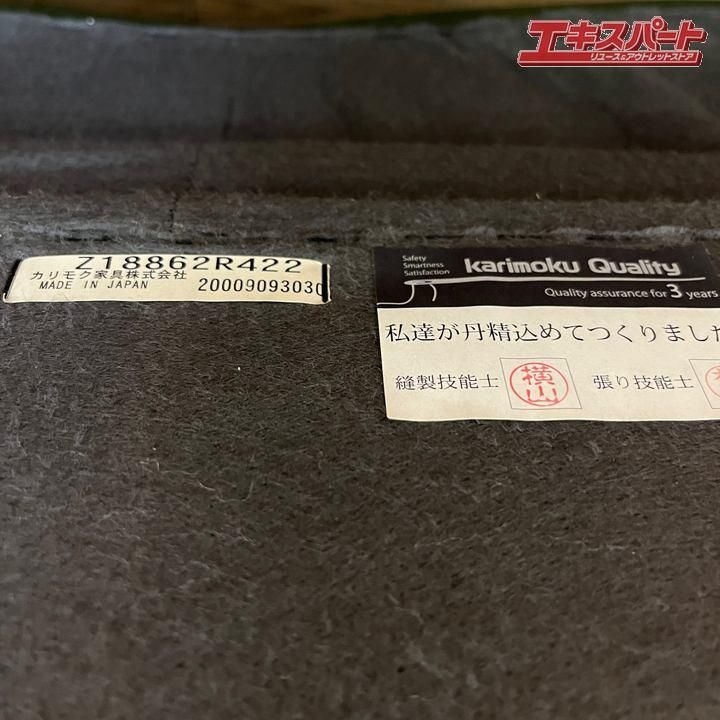 エキスパート
リユース&アウトレットストア
Z18862R422
カリモク家具株式会社
MADE IN JAPAN 2000909303
Safety
Smartness
Satisfaction
karimoku Quality
Quality assurance for 3 years
私達が丹精込めてつくりました
縫製技能士 横山 張り技能士